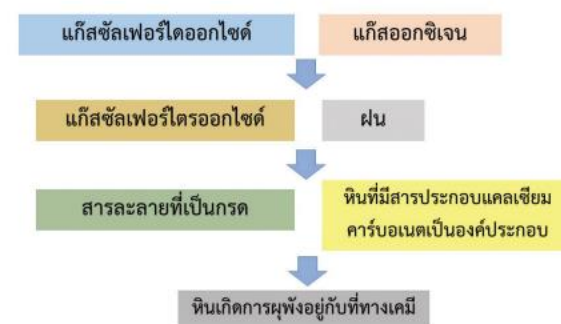 แก๊สซัลเฟอร์ไดออกไซด์
แก๊สออกซิเจน
แก๊สซัลเฟอร์ไตรออกไซด์
ฝน
สารละลายที่เป็นกรด
หินที่มีสารประกอบแคลเซียม
คาร์บอเนตเป็นองค์ประกอบ
หินเกิดการผุพังอยู่กับที่ทางเคมี